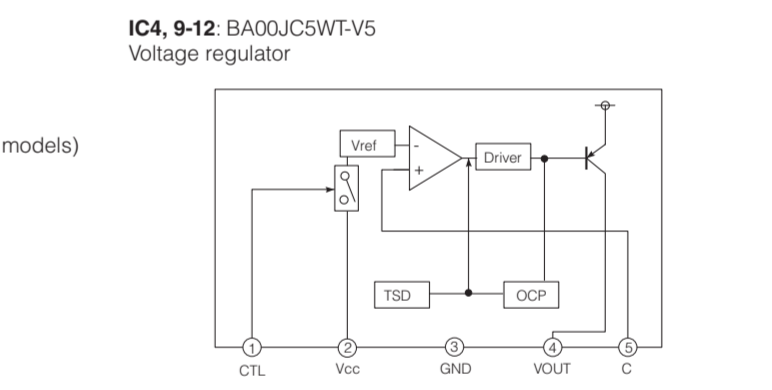 IC4, 9-12: BA00JC5WT-V5
Voltage regulator
models)
Vref
-
+
Driver
TSD
OCP
1 2 3 4 5
CTL Vcc GND VOUT C